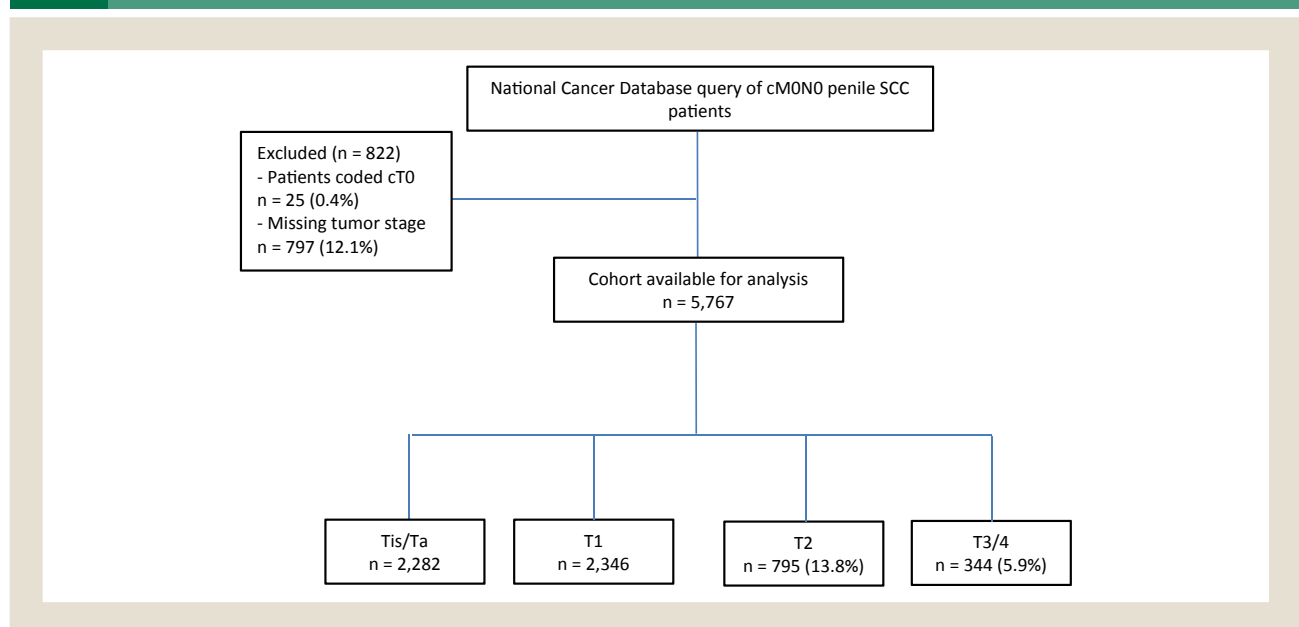 National Cancer Database query of cM0N0 penile SCC
patients
Excluded (n = 822)
- Patients coded cT0
n = 25 (0.4%)
- Missing tumor stage
n = 797 (12.1%)
Cohort available for analysis
n = 5,767
Tis/Ta
n = 2,282
T1
n = 2,346
T2
n = 795 (13.8%)
T3/4
n = 344 (5.9%)